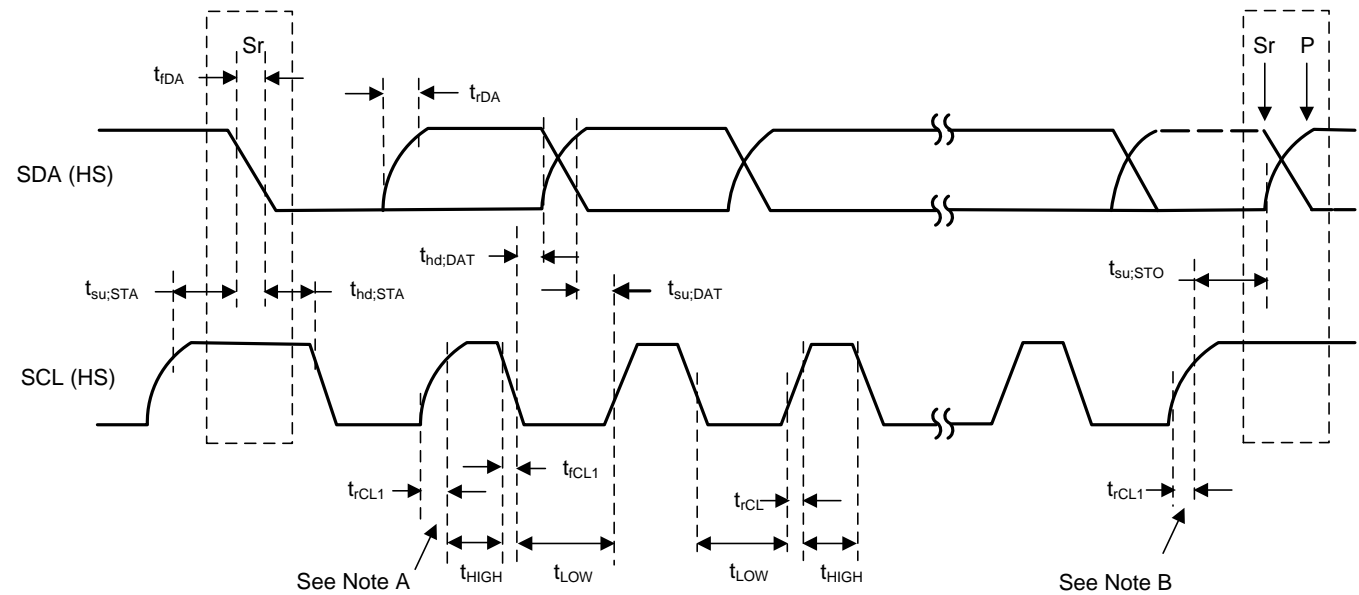 Sr
Sr P
tfDA
trDA
SDA (HS)
thd;DAT
tsu;STO
tsu;STA
thd;STA
tsu;DAT
SCL (HS)
tfCL1
trCL1
trCL
trCL1
tHIGH
tLOW
tLOW
tHIGH
See Note A
See Note B